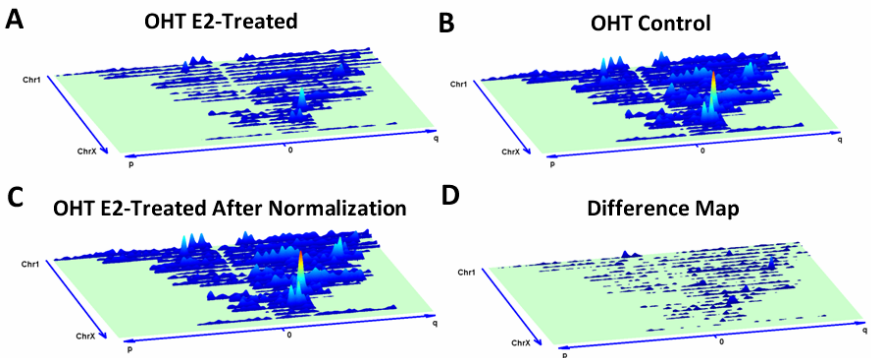 A
OHT E2-Treated
Chr1
ChrX
p
0
q
B
OHT Control
Chr1
ChrX
p
0
q
C
OHT E2-Treated After Normalization
Chr1
ChrX
p
0
q
D
Difference Map
Chr1
ChrX
p
0
q